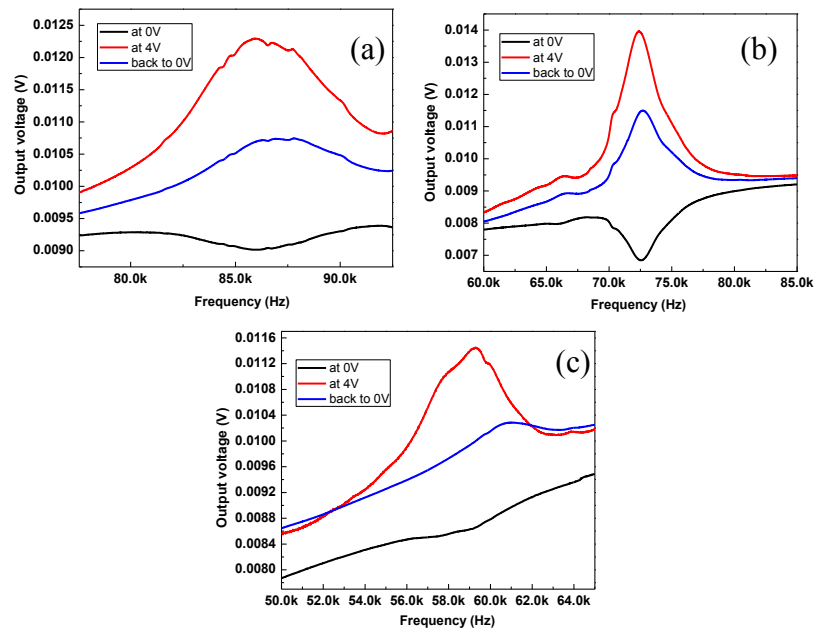 (a)
at 0V
at 4V
back to 0V
0.0125
0.0120
0.0115
0.0110
0.0105
0.0100
0.0095
0.0090
Output voltage (V)
80.0k 85.0k 90.0k
Frequency (Hz)
(b)
at 0V
at 4V
back to 0V
0.014
0.013
0.012
0.011
0.010
0.009
0.008
0.007
Output voltage (V)
60.0k 65.0k 70.0k 75.0k 80.0k 85.0k
Frequency (Hz)
(c)
at 0V
at 4V
back to 0V
0.0116
0.0112
0.0108
0.0104
0.0100
0.0096
0.0092
0.0088
0.0084
0.0080
Output voltage (V)
50.0k 52.0k 54.0k 56.0k 58.0k 60.0k 62.0k 64.0k
Frequency (Hz)